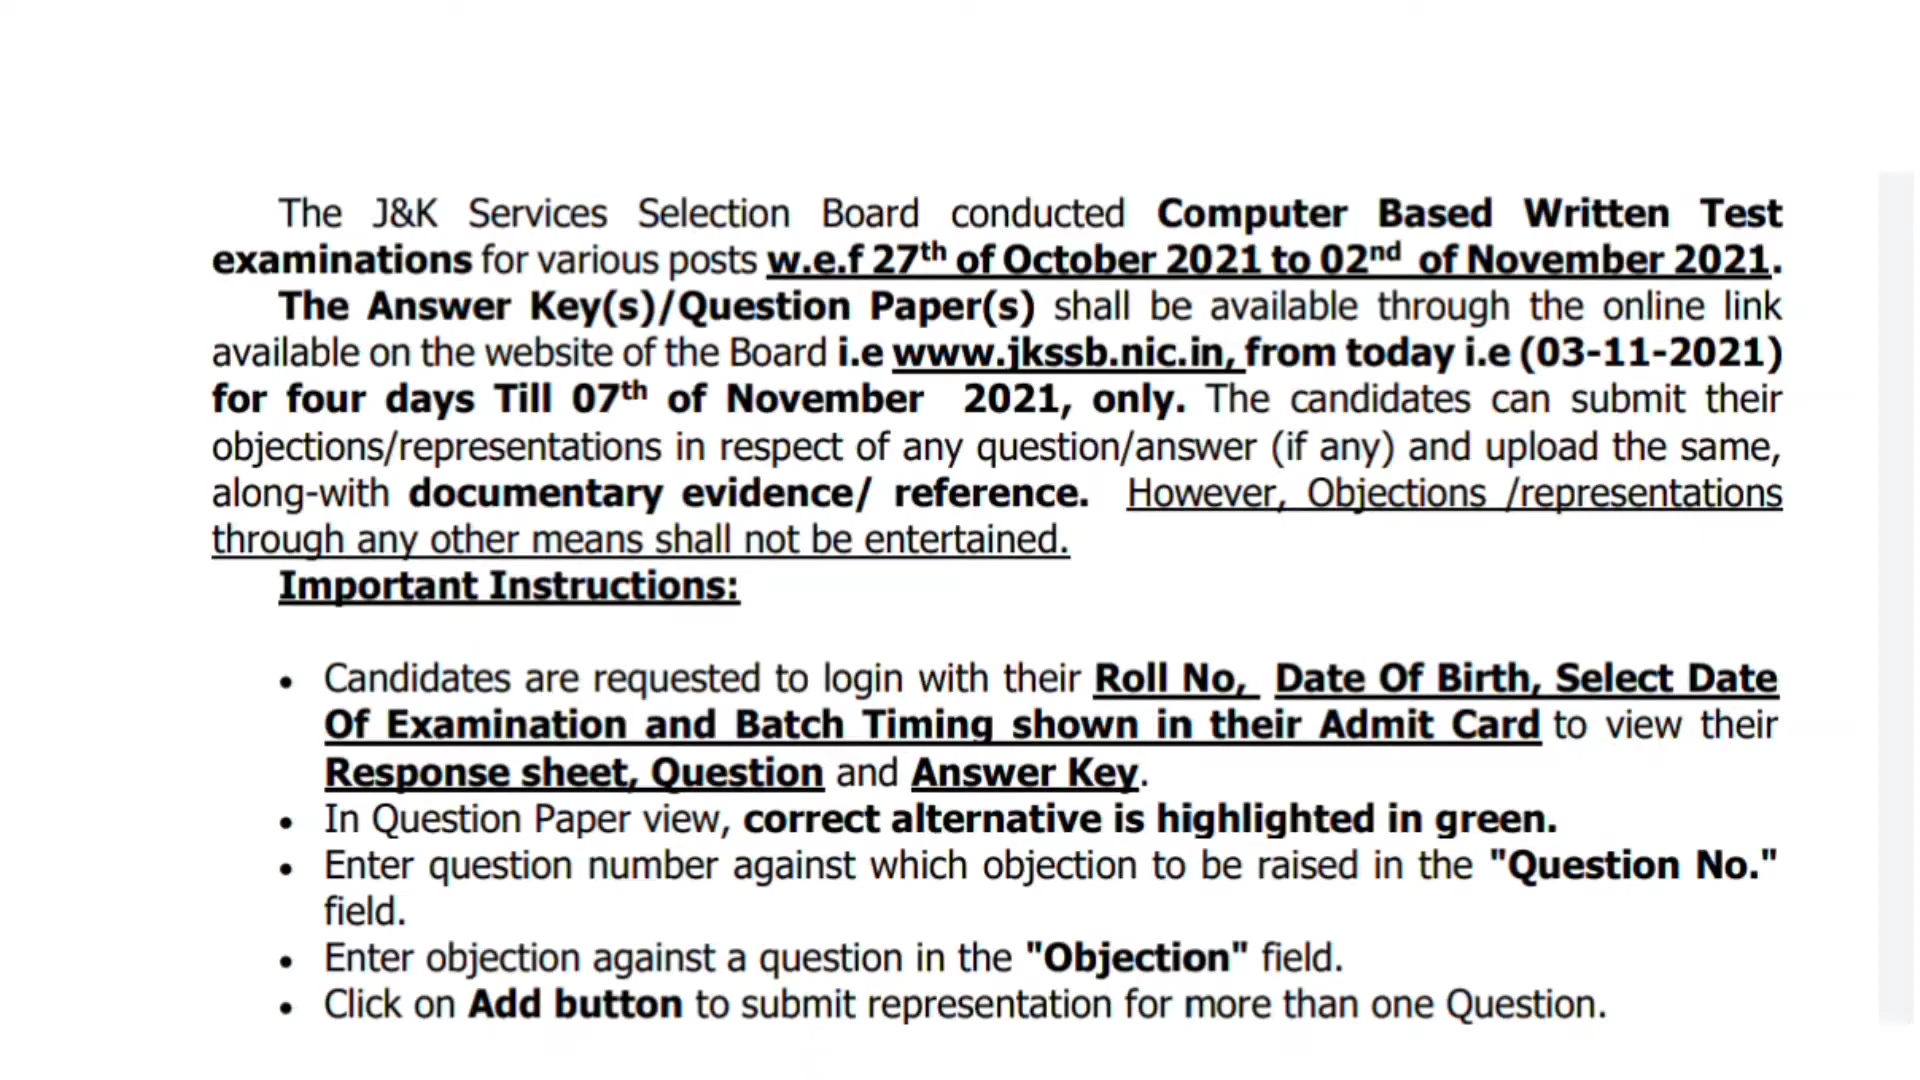 The J&K Services Selection Board conducted Computer Based Written Test
examinations for various posts w.e.f 27th of October 2021 to 02nd of November 2021.
The Answer Key(s)/Question Paper(s) shall be available through the online link
available on the website of the Board i.e www.jkssb.nic.in, from today i.e (03-11-2021)
for four days Till 07th of November 2021, only. The candidates can submit their
objections/representations in respect of any question/answer (if any) and upload the same,
along-with documentary evidence/ reference. However, Objections /representations
through any other means shall not be entertained.
Important Instructions:
• Candidates are requested to login with their Roll No, Date Of Birth, Select Date
Of Examination and Batch Timing shown in their Admit Card to view their
Response sheet, Question and Answer Key.
• In Question Paper view, correct alternative is highlighted in green.
• Enter question number against which objection to be raised in the "Question No."
field.
• Enter objection against a question in the "Objection" field.
• Click on Add button to submit representation for more than one Question.